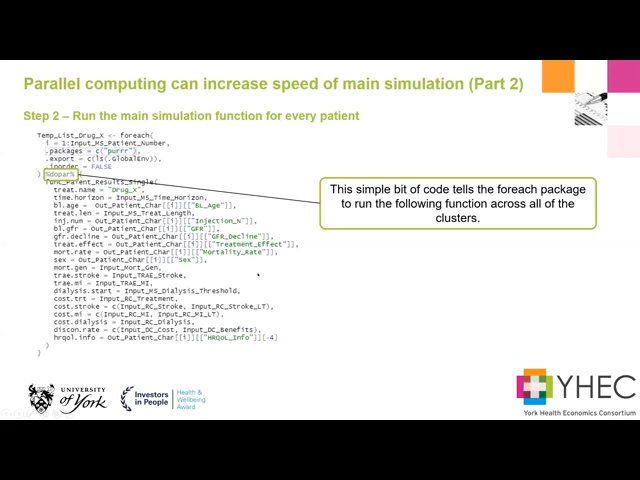 Parallel computing can increase speed of main simulation (Part 2)
Step 2 – Run the main simulation function for every patient
Temp_List_Drug_X <- foreach(
i = 1:Input_MS_Patient_Number,
.packages = c("purrr"),
.export = c(ls(.GlobalEnv)),
.inorder = FALSE
) %dopar% {
func_Parent_Results_Single(
treat.name = "Drug_X",
time.horizon = Input_MS_Time_Horizon,
bl.age = Out_Patient_Char[[i]][["BL_Age"]],
treat.len = Input_MS_Treat_Length,
inj.num = Out_Patient_Char[[i]][["Injection_N"]],
bl.gfr = Out_Patient_Char[[i]][["GFR"]],
gfr.decline = Out_Patient_Char[[i]][["GFR_Decline"]],
treat.effect = Out_Patient_Char[[i]][["Treatment_Effect"]],
mort.rate = Out_Patient_Char[[i]][["Mortality_Rate"]],
sex = Out_Patient_Char[[i]][["Sex"]],
mort.gen = Input_Mort_Gen,
trae.stroke = Input_TRAE_Stroke,
trae.mi = Input_TRAE_MI,
dialysis.start = Input_MS_Dialysis_Threshold,
cost.trt = Input_RC_Treatment,
cost.stroke = c(Input_RC_Stroke, Input_RC_Stroke_LT),
cost.mi = c(Input_RC_MI, Input_RC_MI_LT),
cost.dialysis = Input_RC_Dialysis,
discon.rate = c(Input_DC_Cost, Input_DC_Benefits),
hrqol.info = Out_Patient_Char[[i]][["HRQoL_Info"]][-4]
)
}
This simple bit of code tells the foreach package
to run the following function across all of the
clusters.
UNIVERSITY
of York
Investors
in People
Health &
Wellbeing
Award
YHEC
York Health Economics Consortium